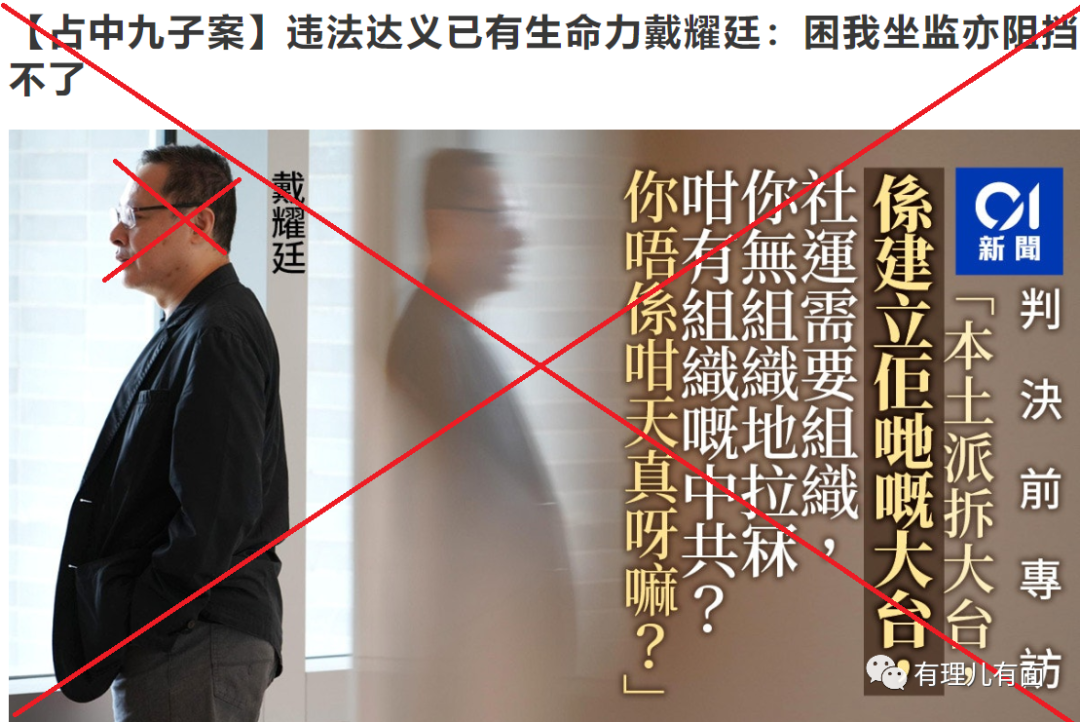 【占中九子案】违法达义已有生命力戴耀廷：困我坐监亦阻挡
不了
戴耀廷
01
新聞
判決前專訪
「本土派拆大台，
係建立佢哋嘅大台，
社運需要組織，
你無組織地拉冧
咁有組織嘅中共？
你唔係咁天真呀嘛？」
有理儿有面